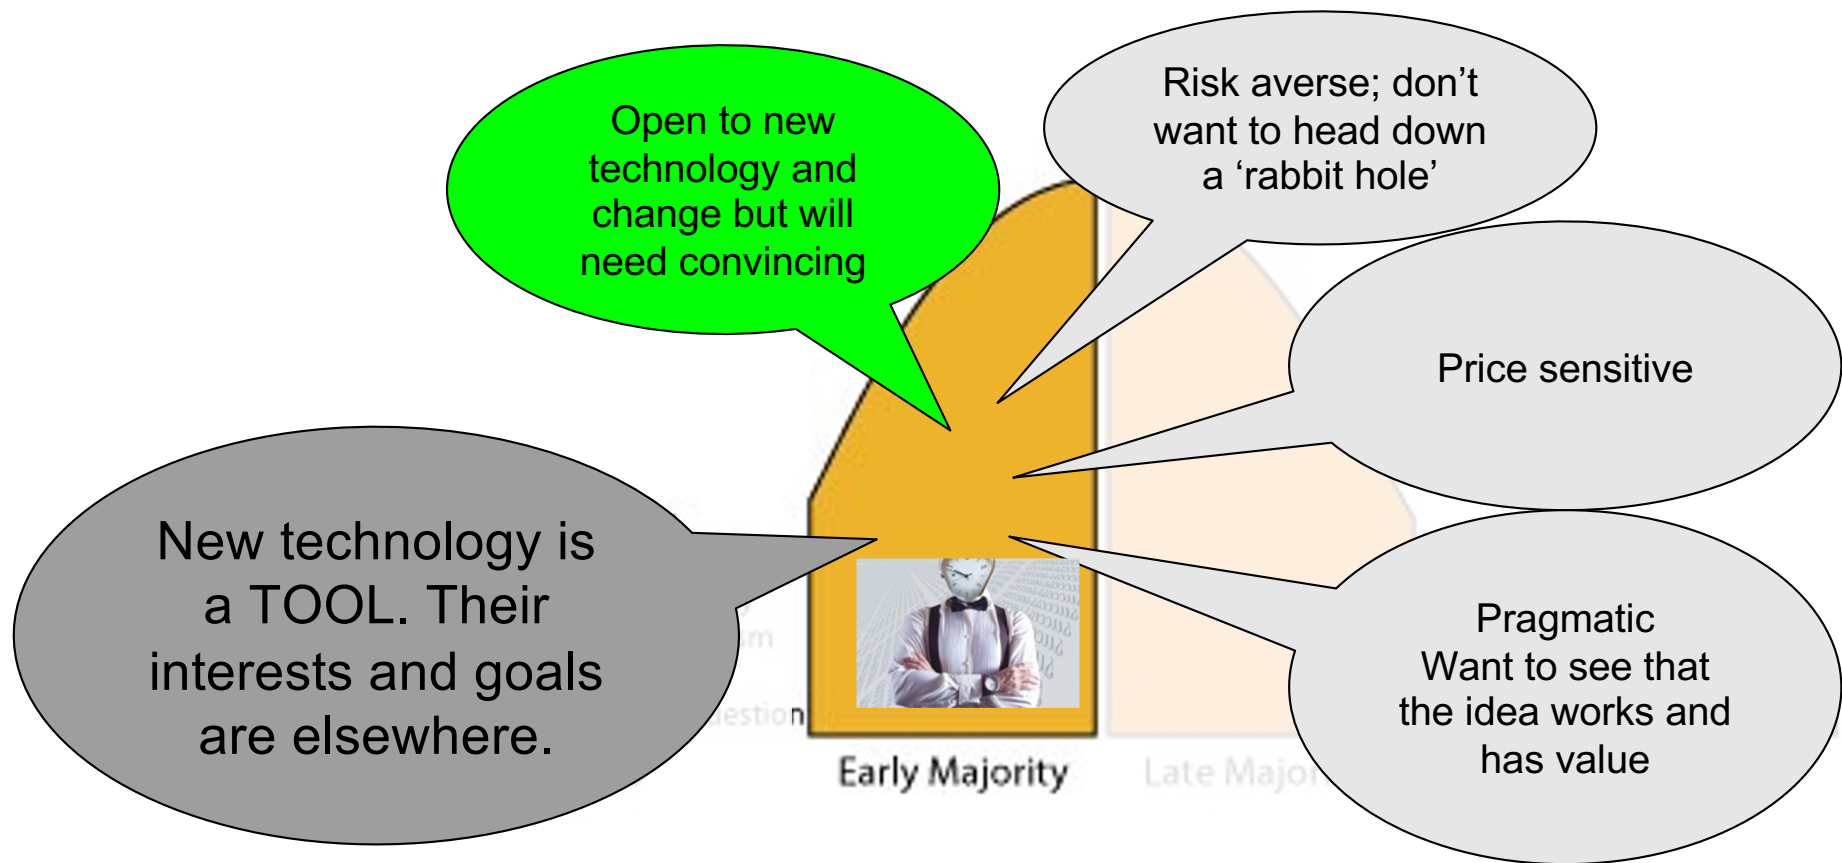 Open to new
technology and
change but will
need convincing
Risk averse; don’t
want to head down
a ‘rabbit hole’
Price sensitive
New technology is
a TOOL. Their
interests and goals
are elsewhere.
Pragmatic
Want to see that
the idea works and
has value
Early Majority
Late